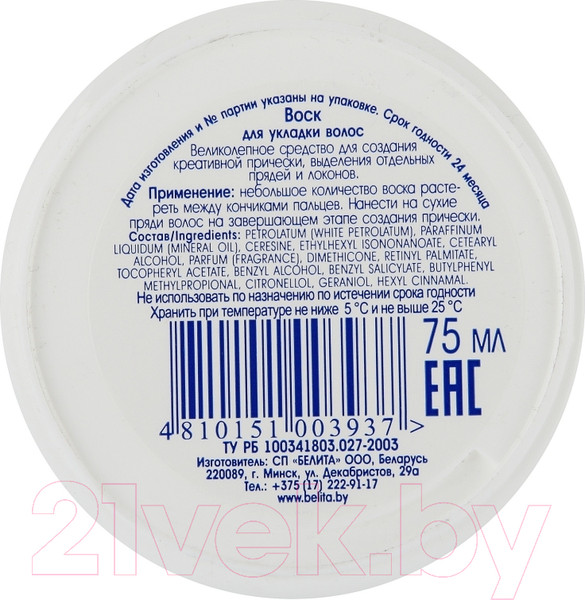 Дата изготовления и № партии указаны на упаковке. Срок годности 24 месяца
Воск
для укладки волос
Великолепное средство для создания
креативной прически, выделения отдельных
прядей и локонов.
Применение: небольшое количество воска расте-
реть между кончиками пальцев. Нанести на сухие
пряди волос на завершающем этапе создания прически.
Состав/Ingredients: PETROLATUM (WHITE PETROLATUM), PARAFFINUM
LIQUIDUM (MINERAL OIL), CERESINE, ETHYLHEXYL ISONONANOATE, CETEARYL
ALCOHOL, PARFUM (FRAGRANCE), DIMETHICONE, RETINYL PALMITATE,
TOCOPHERYL ACETATE, BENZYL ALCOHOL, BENZYL SALICYLATE, BUTYLPHENYL
METHYLPROPIONAL, CITRONELLOL, GERANIOL, HEXYL CINNAMAL.
Не использовать по назначению по истечении срока годности
Хранить при температуре не ниже 5 °С и не выше 25 °С
75 мл
EAC
4 810151 003937 >
ТУ РБ 100341803.027-2003
Изготовитель: СП "БЕЛИТА" ООО, Беларусь
220089, г. Минск, ул. Декабристов, 29а
Тел.: +375 (17) 222-91-17
www.belita.by
21vek.by